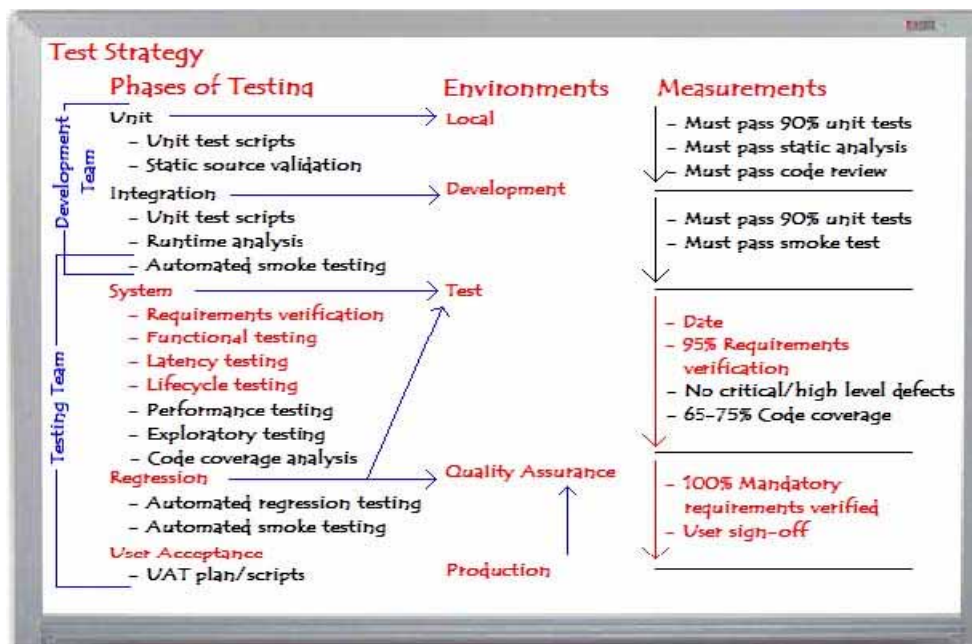 Test Strategy
Phases of Testing
Environments
Measurements
Development
Team
Testing Team
Unit
- Unit test scripts
- Static source validation
Integration
- Unit test scripts
- Runtime analysis
- Automated smoke testing
System
- Requirements verification
- Functional testing
- Latency testing
- Lifecycle testing
- Performance testing
- Exploratory testing
- Code coverage analysis
Regression
- Automated regression testing
- Automated smoke testing
User Acceptance
- UAT plan/scripts
Local
Development
Test
Quality Assurance
Production
- Must pass 90% unit tests
- Must pass static analysis
- Must pass code review
- Must pass 90% unit tests
- Must pass smoke test
- Date
- 95% Requirements
verification
- No critical/high level defects
- 65-75% Code coverage
- 100% Mandatory
requirements verified
- User sign-off